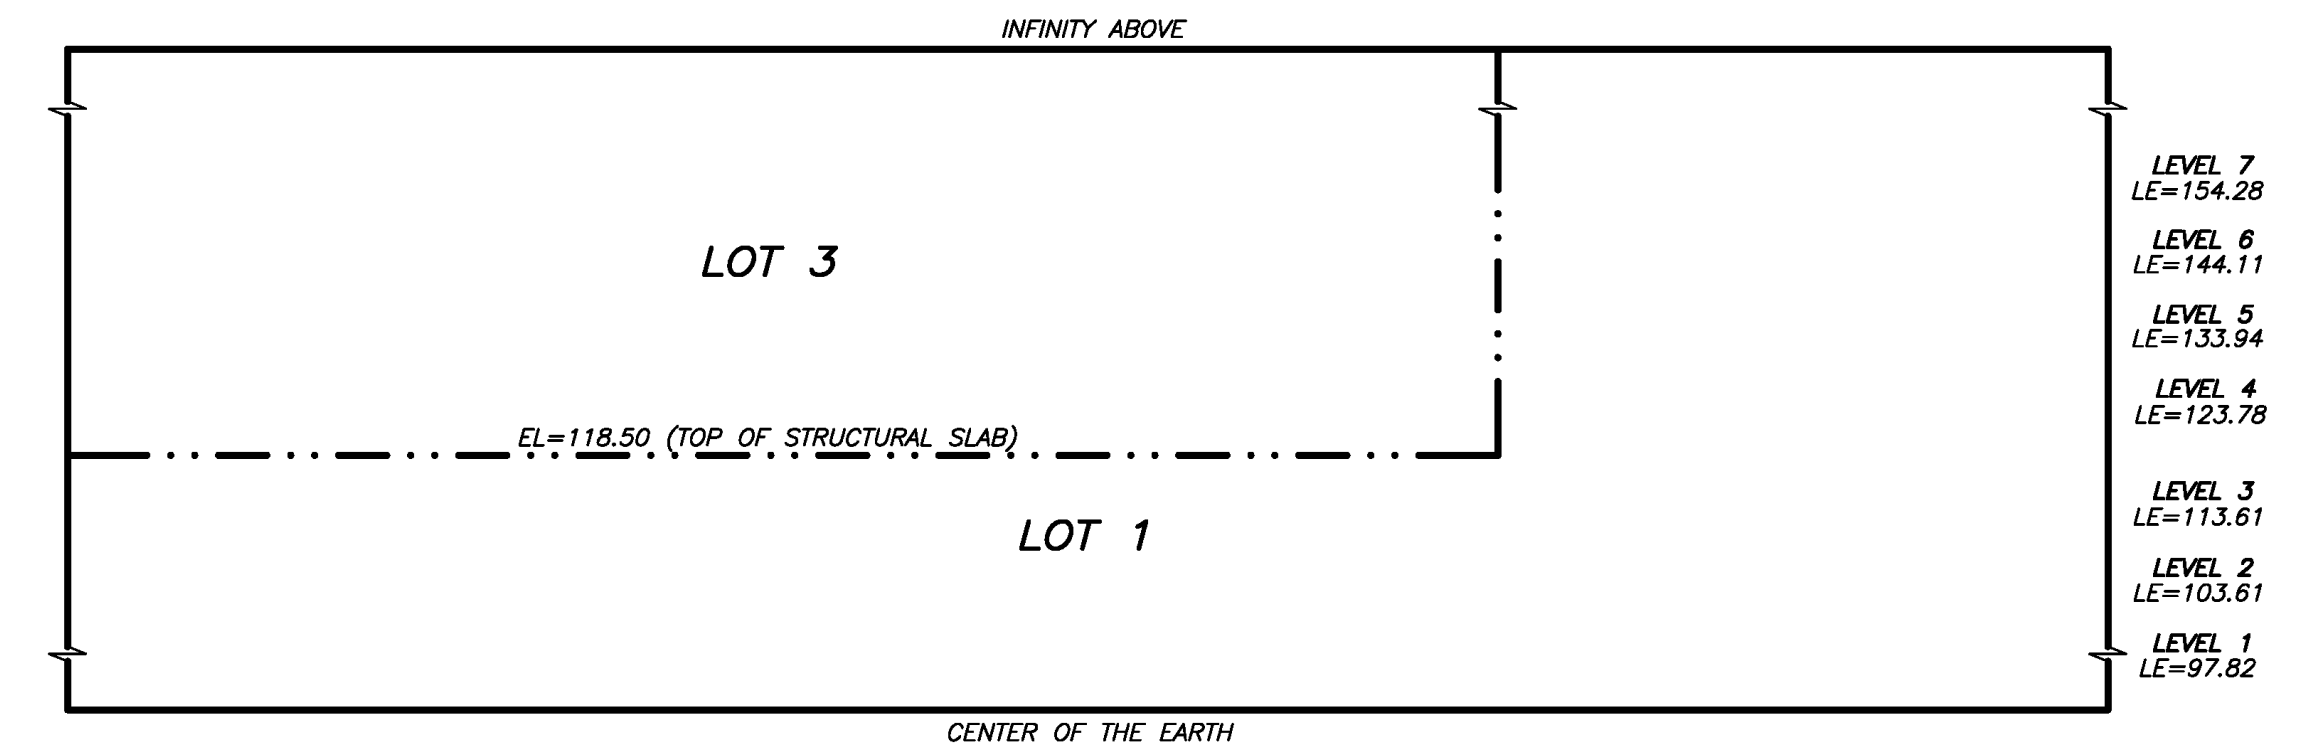 INFINITY ABOVE
LEVEL 7
LE=154.28
LEVEL 6
LE=144.11
LOT 3
LEVEL 5
LE=133.94
LEVEL 4
LE=123.78
EL=118.50 (TOP OF STRUCTURAL SLAB)
LEVEL 3
LE=113.61
LOT 1
LEVEL 2
LE=103.61
LEVEL 1
LE=97.82
CENTER OF THE EARTH